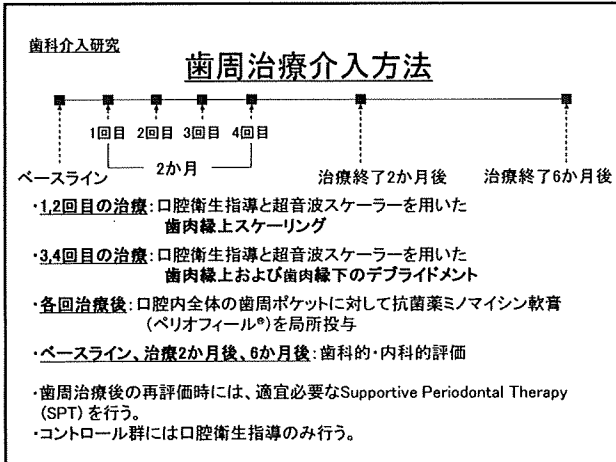 歯科介入研究
歯周治療介入方法
1回目 2回目 3回目 4回目
2か月
ベースライン 治療終了2か月後 治療終了6か月後
・1,2回目の治療：口腔衛生指導と超音波スケーラーを用いた
歯肉縁上スケーリング
・3,4回目の治療：口腔衛生指導と超音波スケーラーを用いた
歯肉縁上および歯肉縁下のデブライドメント
・各回治療後：口腔内全体の歯周ポケットに対して抗菌薬ミノマイシン軟膏
(ペリオフィール®)を局所投与
・ベースライン、治療2か月後、6か月後：歯科的・内科的評価
・歯周治療後の再評価時には、適宜必要なSupportive Periodontal Therapy
(SPT) を行う。
・コントロール群には口腔衛生指導のみ行う。